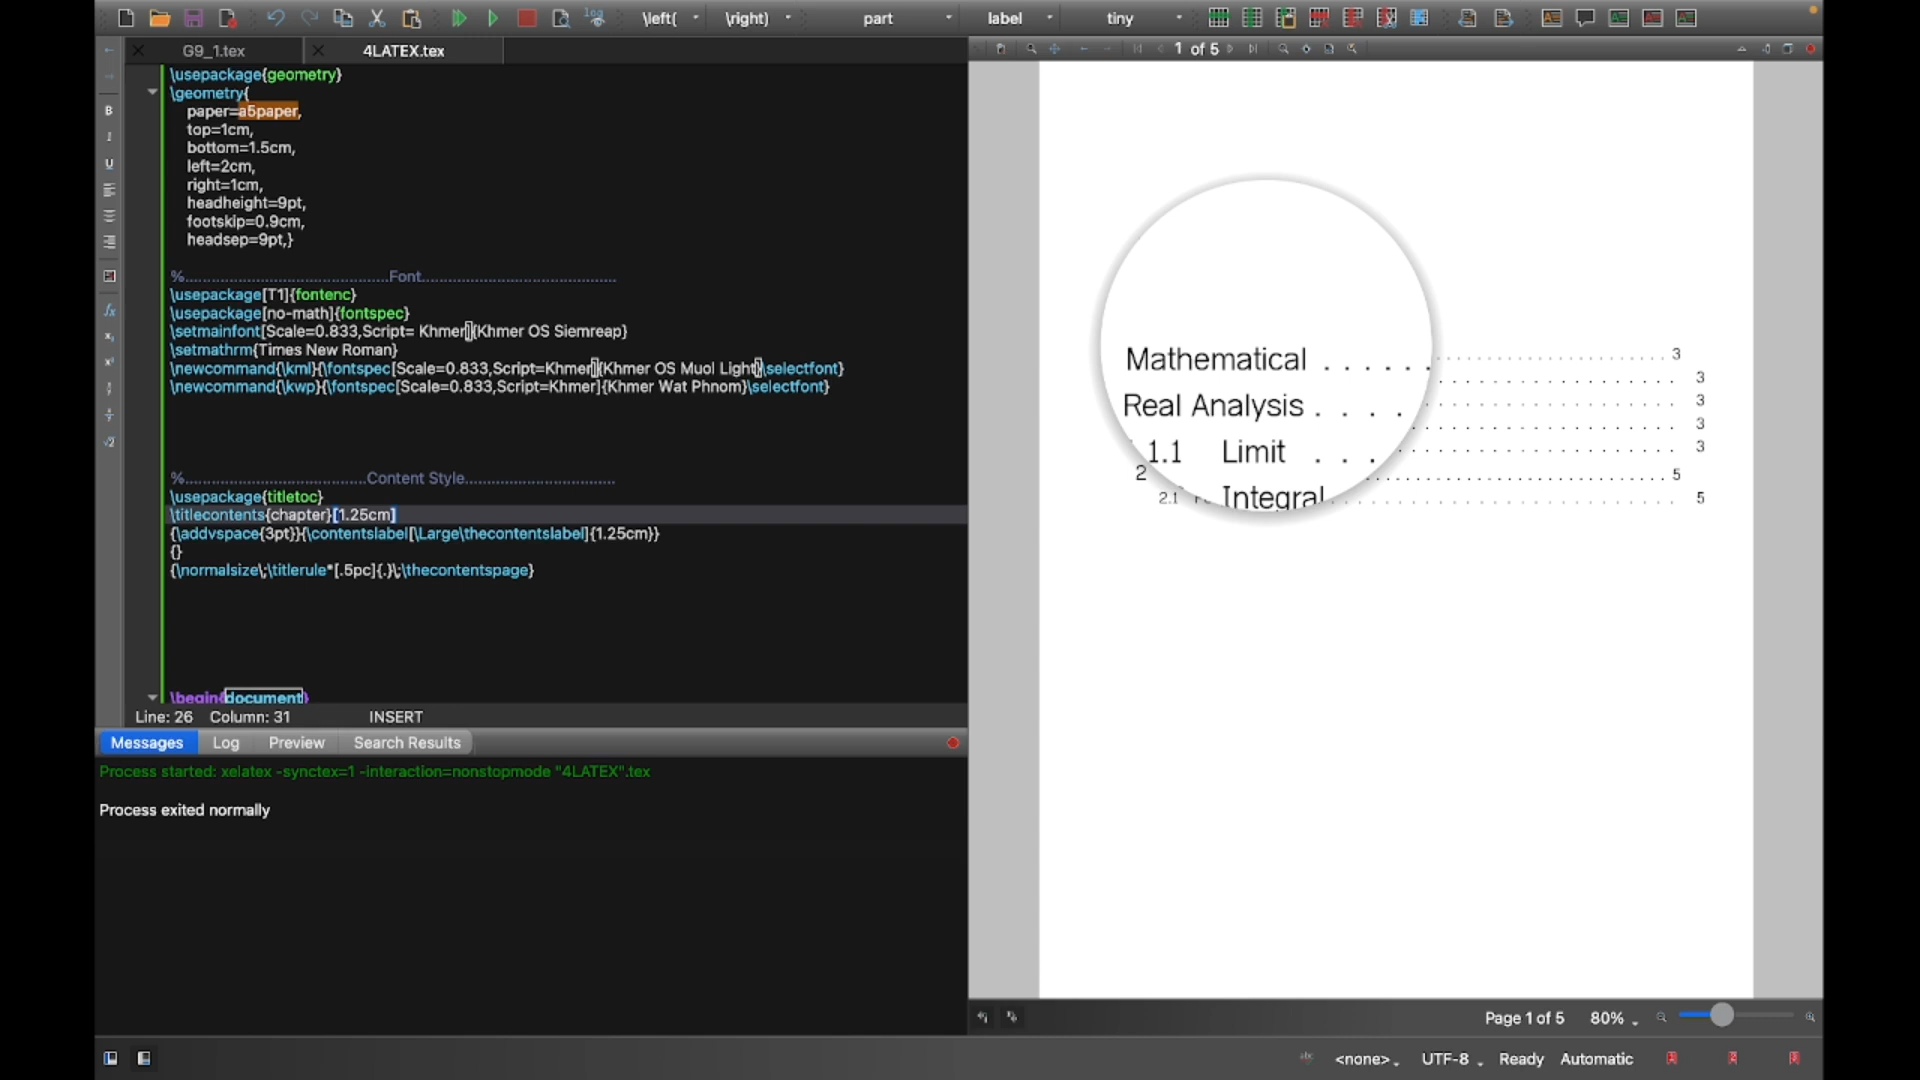 \left( \right) part label tiny
G9_1.tex 4LATEX.tex
1 of 5
\usepackage{geometry}
\geometry{
paper=a5paper,
top=1cm,
bottom=1.5cm,
left=2cm,
right=1cm,
headheight=9pt,
footskip=0.9cm,
headsep=9pt,}
%.................................................Font..............................................
\usepackage[T1]{fontenc}
\usepackage[no-math]{fontspec}
\setmainfont[Scale=0.833,Script= Khmer]{Khmer OS Siemreap}
\setmathrm{Times New Roman}
\newcommand{\kml}{\fontspec[Scale=0.833,Script=Khmer]{Khmer OS Muol Light}\selectfont}
\newcommand{\kwp}{\fontspec[Scale=0.833,Script=Khmer]{Khmer Wat Phnom}\selectfont}
%...........................................Content Style...................................
\usepackage{titletoc}
\titlecontents{chapter}[1.25cm]
{\addvspace{3pt}}{\contentslabel[\Large\thecontentslabel]{1.25cm}}
{}
{\normalsize\;\titlerule*[.5pc]{.}\;\thecontentspage}
\begin{document}
Line: 26 Column: 31 INSERT
Messages Log Preview Search Results
Process started: xelatex -synctex=1 -interaction=nonstopmode "4LATEX".tex
Process exited normally
Mathematical . . . . . . 3
3
Real Analysis . . . . 3
3
1.1 Limit . . . 3
2 5
2.1 Integral 5
Page 1 of 5 80%
<none> UTF-8 Ready Automatic